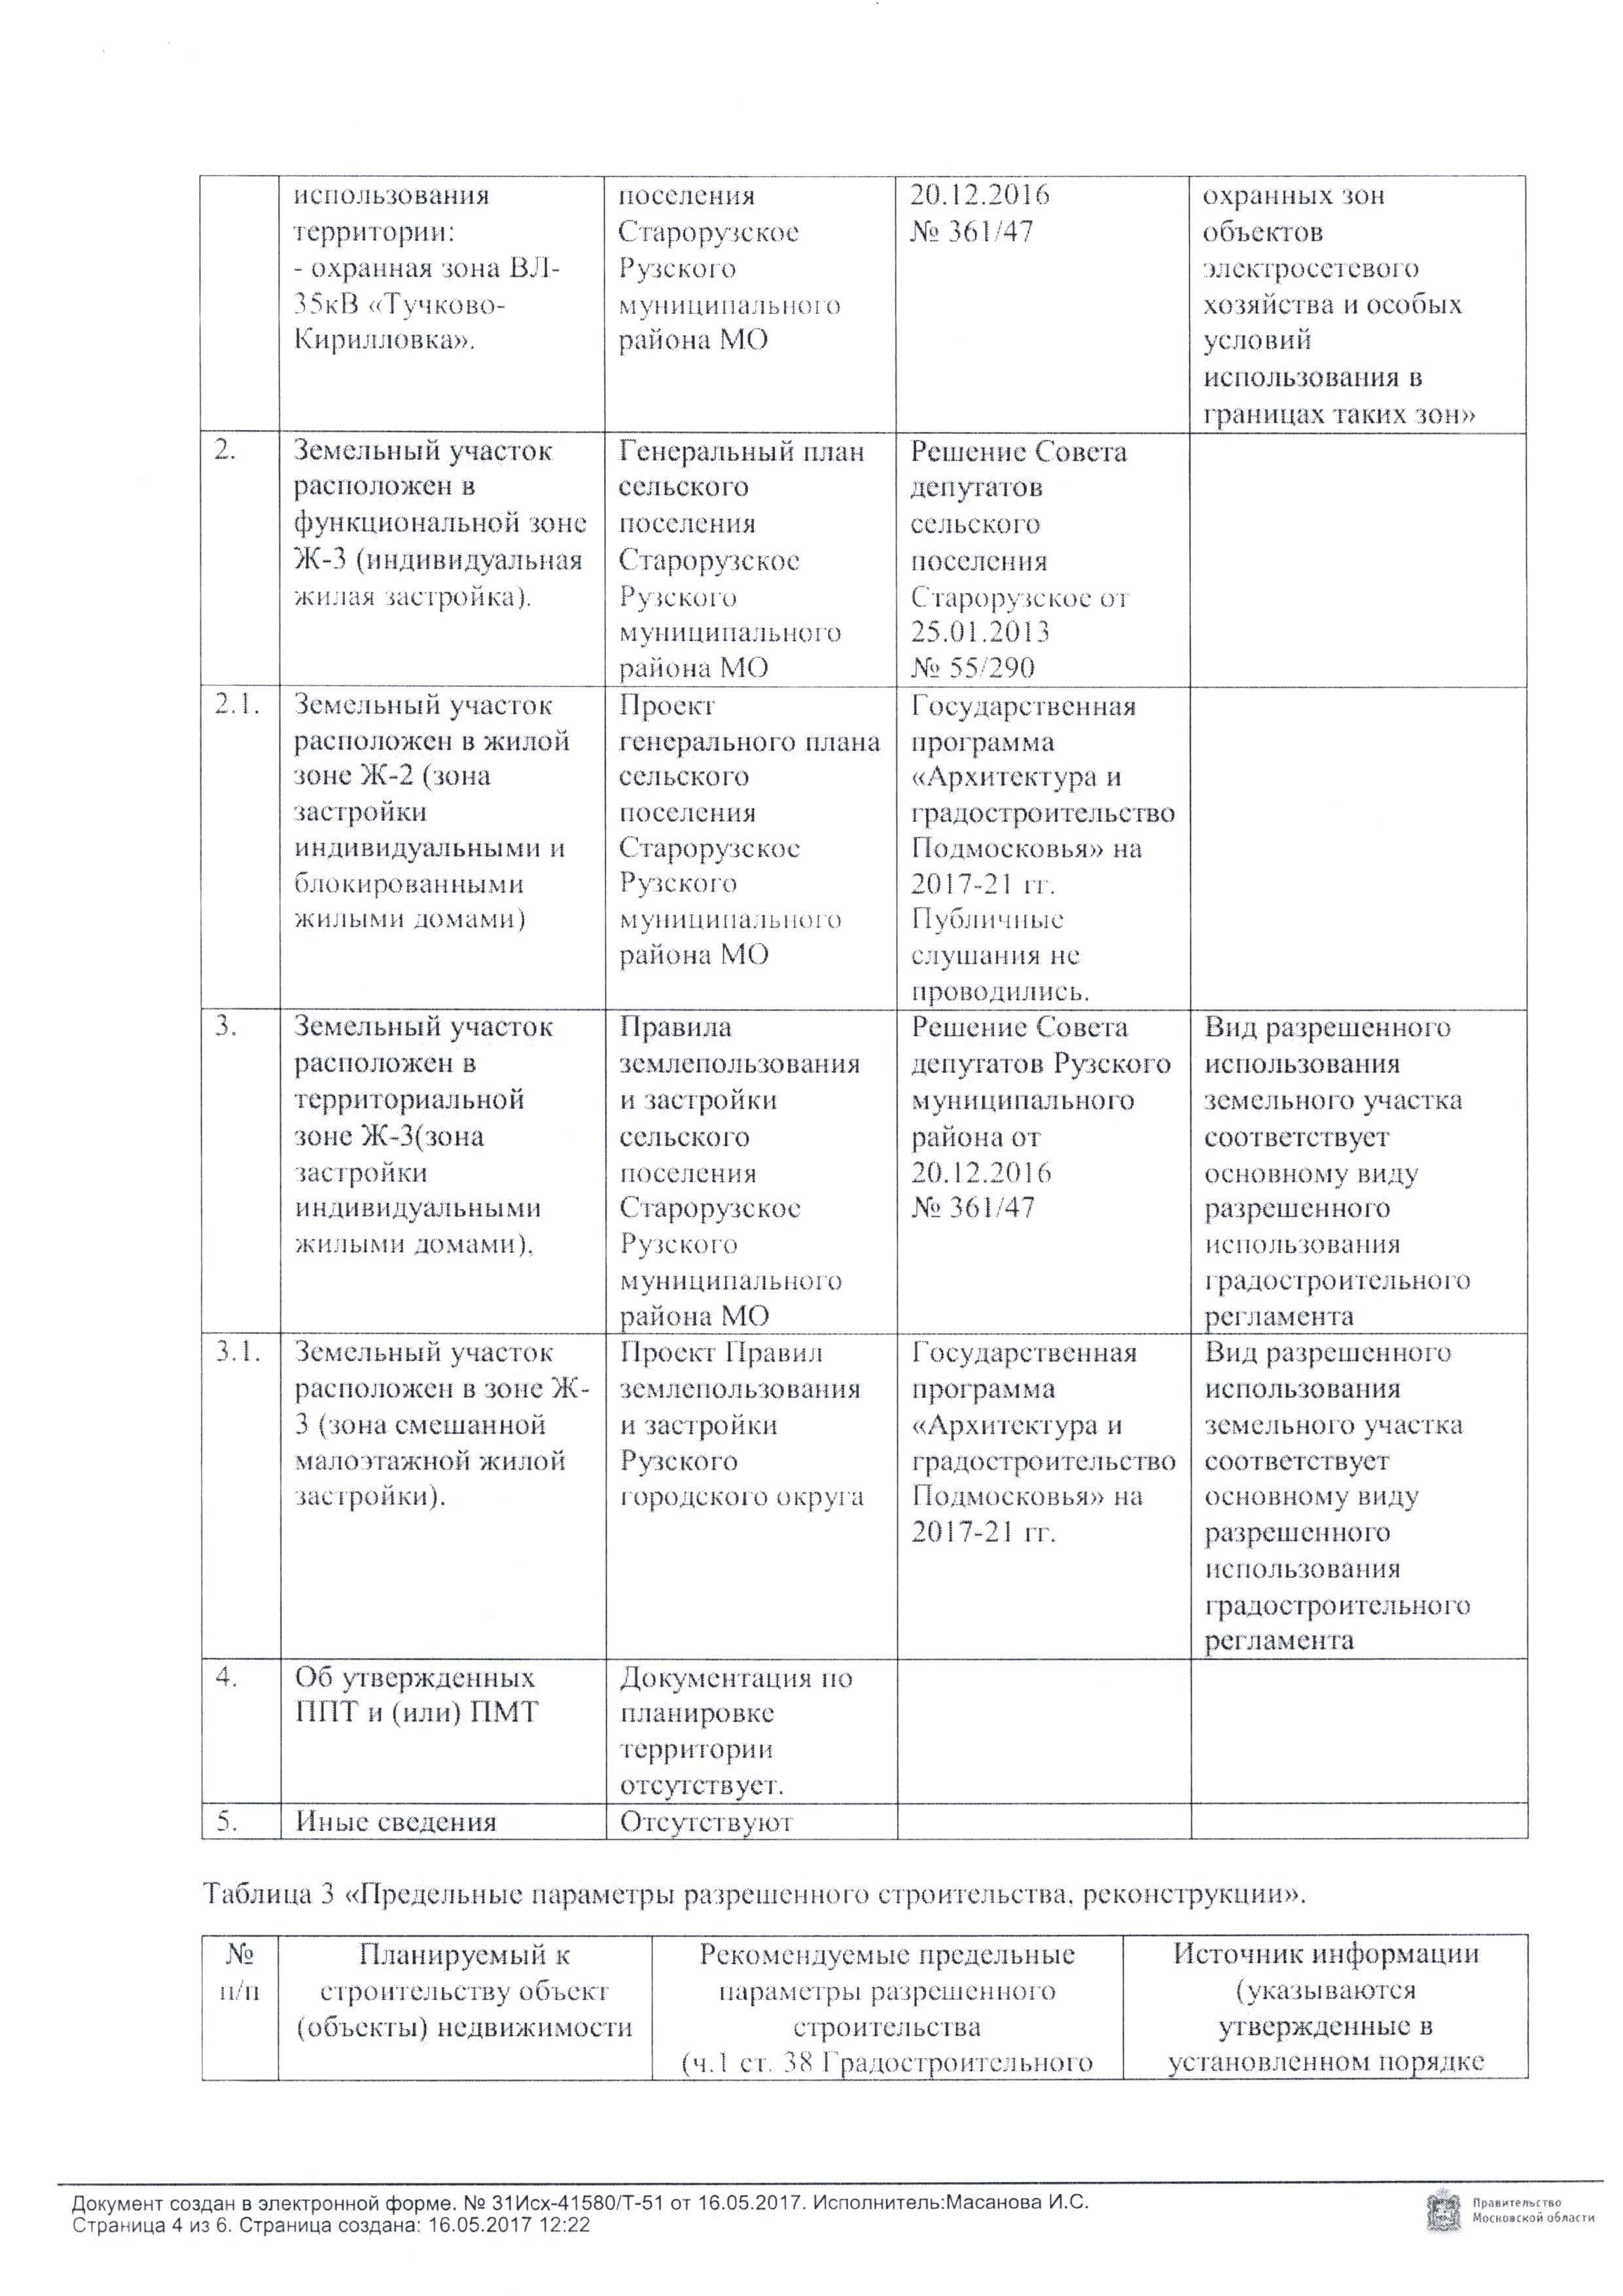 использования
территории:
- охранная зона ВЛ-
35кВ «Тучково-
Кирилловка».
поселения
Старорузское
Рузского
муниципального
района МО
20.12.2016
№ 361/47
охранных зон
объектов
электросетевого
хозяйства и особых
условий
использования в
границах таких зон»
2.
Земельный участок
расположен в
функциональной зоне
Ж-3 (индивидуальная
жилая застройка).
Генеральный план
сельского
поселения
Старорузское
Рузского
муниципального
района МО
Решение Совета
депутатов
сельского
поселения
Старорузское от
25.01.2013
№ 55/290
2.1.
Земельный участок
расположен в жилой
зоне Ж-2 (зона
застройки
индивидуальными и
блокированными
жилыми домами)
Проект
генерального плана
сельского
поселения
Старорузское
Рузского
муниципального
района МО
Государственная
программа
«Архитектура и
градостроительство
Подмосковья» на
2017-21 гг.
Публичные
слушания не
проводились.
3.
Земельный участок
расположен в
территориальной
зоне Ж-3(зона
застройки
индивидуальными
жилыми домами),
Правила
землепользования
и застройки
сельского
поселения
Старорузское
Рузского
муниципального
района МО
Решение Совета
депутатов Рузского
муниципального
района от
20.12.2016
№ 361/47
Вид разрешенного
использования
земельного участка
соответствует
основному виду
разрешенного
использования
градостроительного
регламента
3.1.
Земельный участок
расположен в зоне Ж-
3 (зона смешанной
малоэтажной жилой
застройки).
Проект Правил
землепользования
и застройки
Рузского
городского округа
Государственная
программа
«Архитектура и
градостроительство
Подмосковья» на
2017-21 гг.
Вид разрешенного
использования
земельного участка
соответствует
основному виду
разрешенного
использования
градостроительного
регламента
4.
Об утвержденных
ППТ и (или) ПМТ
Документация по
планировке
территории
отсутствует.
5.
Иные сведения
Отсутствуют
Таблица 3 «Предельные параметры разрешенного строительства, реконструкции».
№
п/п
Планируемый к
строительству объект
(объекты) недвижимости
Рекомендуемые предельные
параметры разрешенного
строительства
(ч.1 ст. 38 Градостроительного
Источник информации
(указываются
утвержденные в
установленном порядке
Документ создан в электронной форме. № 31Исх-41580/Т-51 от 16.05.2017. Исполнитель:Масанова И.С.
Страница 4 из 6. Страница создана: 16.05.2017 12:22
Правительство
Московской области